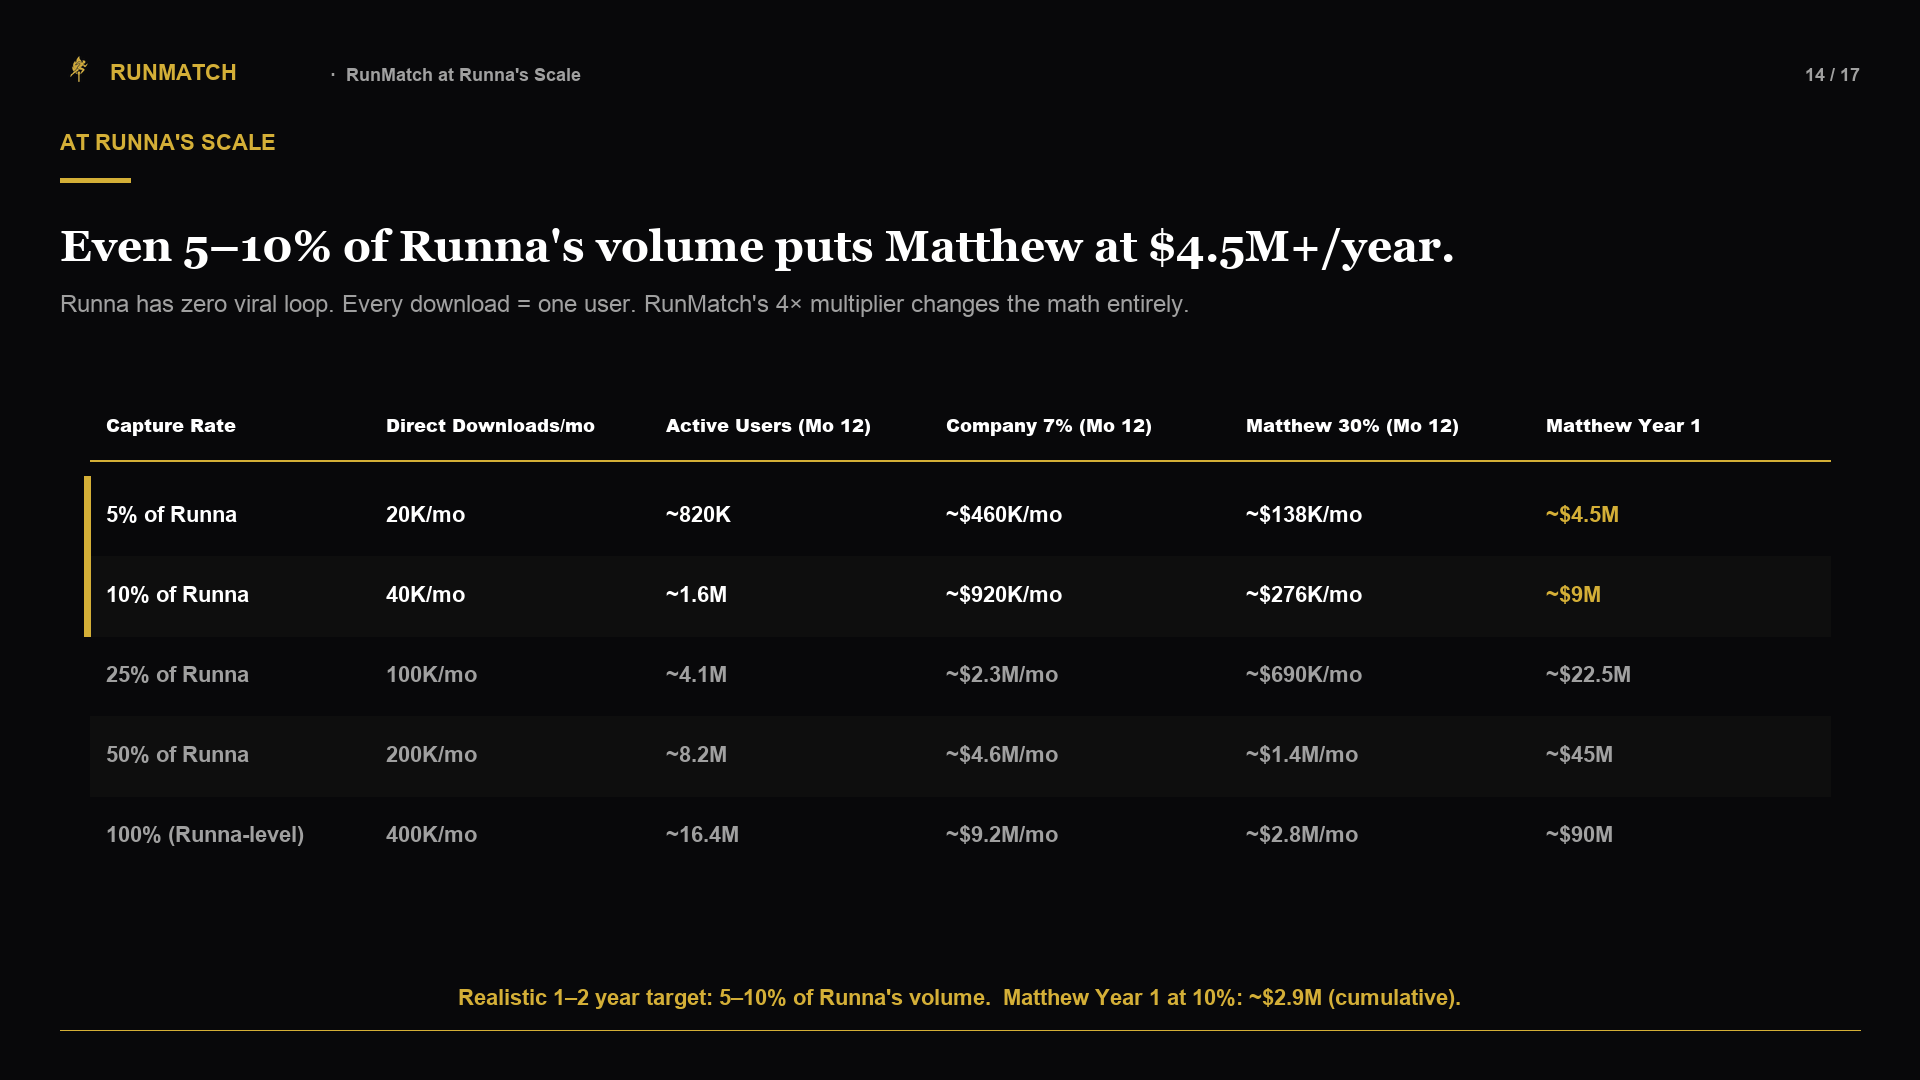 RUNMATCH · RunMatch at Runna's Scale 14 / 17
AT RUNNA'S SCALE
Even 5–10% of Runna's volume puts Matthew at $4.5M+/year.
Runna has zero viral loop. Every download = one user. RunMatch's 4× multiplier changes the math entirely.
Capture Rate Direct Downloads/mo Active Users (Mo 12) Company 7% (Mo 12) Matthew 30% (Mo 12) Matthew Year 1
5% of Runna 20K/mo ~820K ~$460K/mo ~$138K/mo ~$4.5M
10% of Runna 40K/mo ~1.6M ~$920K/mo ~$276K/mo ~$9M
25% of Runna 100K/mo ~4.1M ~$2.3M/mo ~$690K/mo ~$22.5M
50% of Runna 200K/mo ~8.2M ~$4.6M/mo ~$1.4M/mo ~$45M
100% (Runna-level) 400K/mo ~16.4M ~$9.2M/mo ~$2.8M/mo ~$90M
Realistic 1–2 year target: 5–10% of Runna's volume. Matthew Year 1 at 10%: ~$2.9M (cumulative).